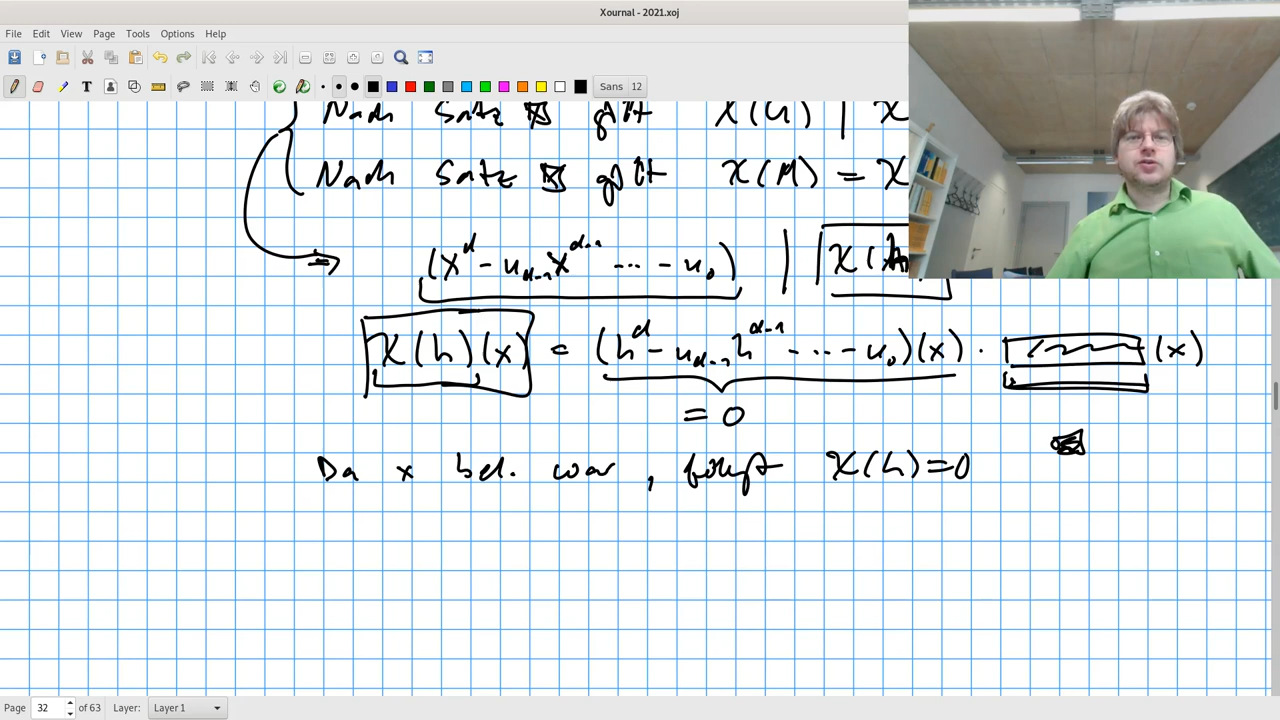 Xournal - 2021.xoj
File Edit View Page Tools Options Help
Sans 12
Nach Satz gilt χ(h) | χ
Nach Satz gilt χ(M) = χ
⇒ (X^d - u_{d-1}X^{d-1} ... - u_0) | χ(
χ(h)(x) = (h^d - u_{d-1}h^{d-1} - ... - u_0)(x) · (x)
= 0
Da x bel. war, folgt χ(h)=0
Page 32 of 63 Layer: Layer 1